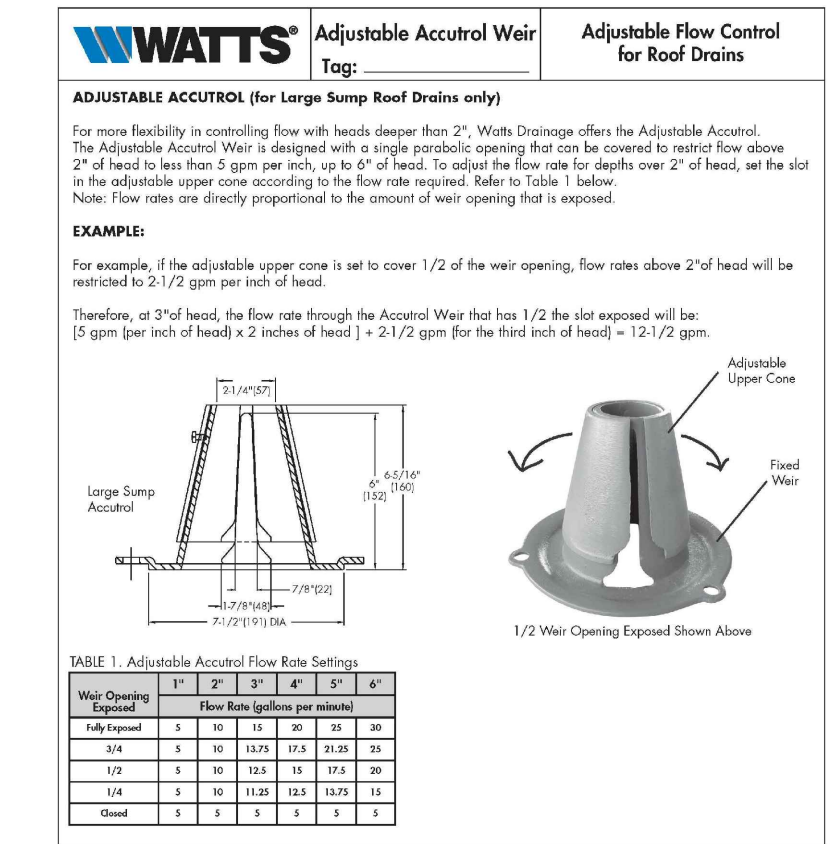 WATTS®
Adjustable Accutrol Weir
Tag:
Adjustable Flow Control
for Roof Drains
ADJUSTABLE ACCUTROL (for Large Sump Roof Drains only)
For more flexibility in controlling flow with heads deeper than 2", Watts Drainage offers the Adjustable Accutrol.
The Adjustable Accutrol Weir is designed with a single parabolic opening that can be covered to restrict flow above
2" of head to less than 5 gpm per inch, up to 6" of head. To adjust the flow rate for depths over 2" of head, set the slot
in the adjustable upper cone according to the flow rate required. Refer to Table 1 below.
Note: Flow rates are directly proportional to the amount of weir opening that is exposed.
EXAMPLE:
For example, if the adjustable upper cone is set to cover 1/2 of the weir opening, flow rates above 2"of head will be
restricted to 2-1/2 gpm per inch of head.
Therefore, at 3"of head, the flow rate through the Accutrol Weir that has 1/2 the slot exposed will be:
[5 gpm (per inch of head) x 2 inches of head ] + 2-1/2 gpm (for the third inch of head) = 12-1/2 gpm.
2-1/4"(57)
Large Sump
Accutrol
6"
(152)
6-5/16"
(160)
7/8"(22)
1-7/8"(48)
7-1/2"(191) DIA
Adjustable
Upper Cone
Fixed
Weir
1/2 Weir Opening Exposed Shown Above
TABLE 1. Adjustable Accutrol Flow Rate Settings
Weir Opening
Exposed
1" 2" 3" 4" 5" 6"
Flow Rate (gallons per minute)
Fully Exposed 5 10 15 20 25 30
3/4 5 10 13.75 17.5 21.25 25
1/2 5 10 12.5 15 17.5 20
1/4 5 10 11.25 12.5 13.75 15
Closed 5 5 5 5 5 5